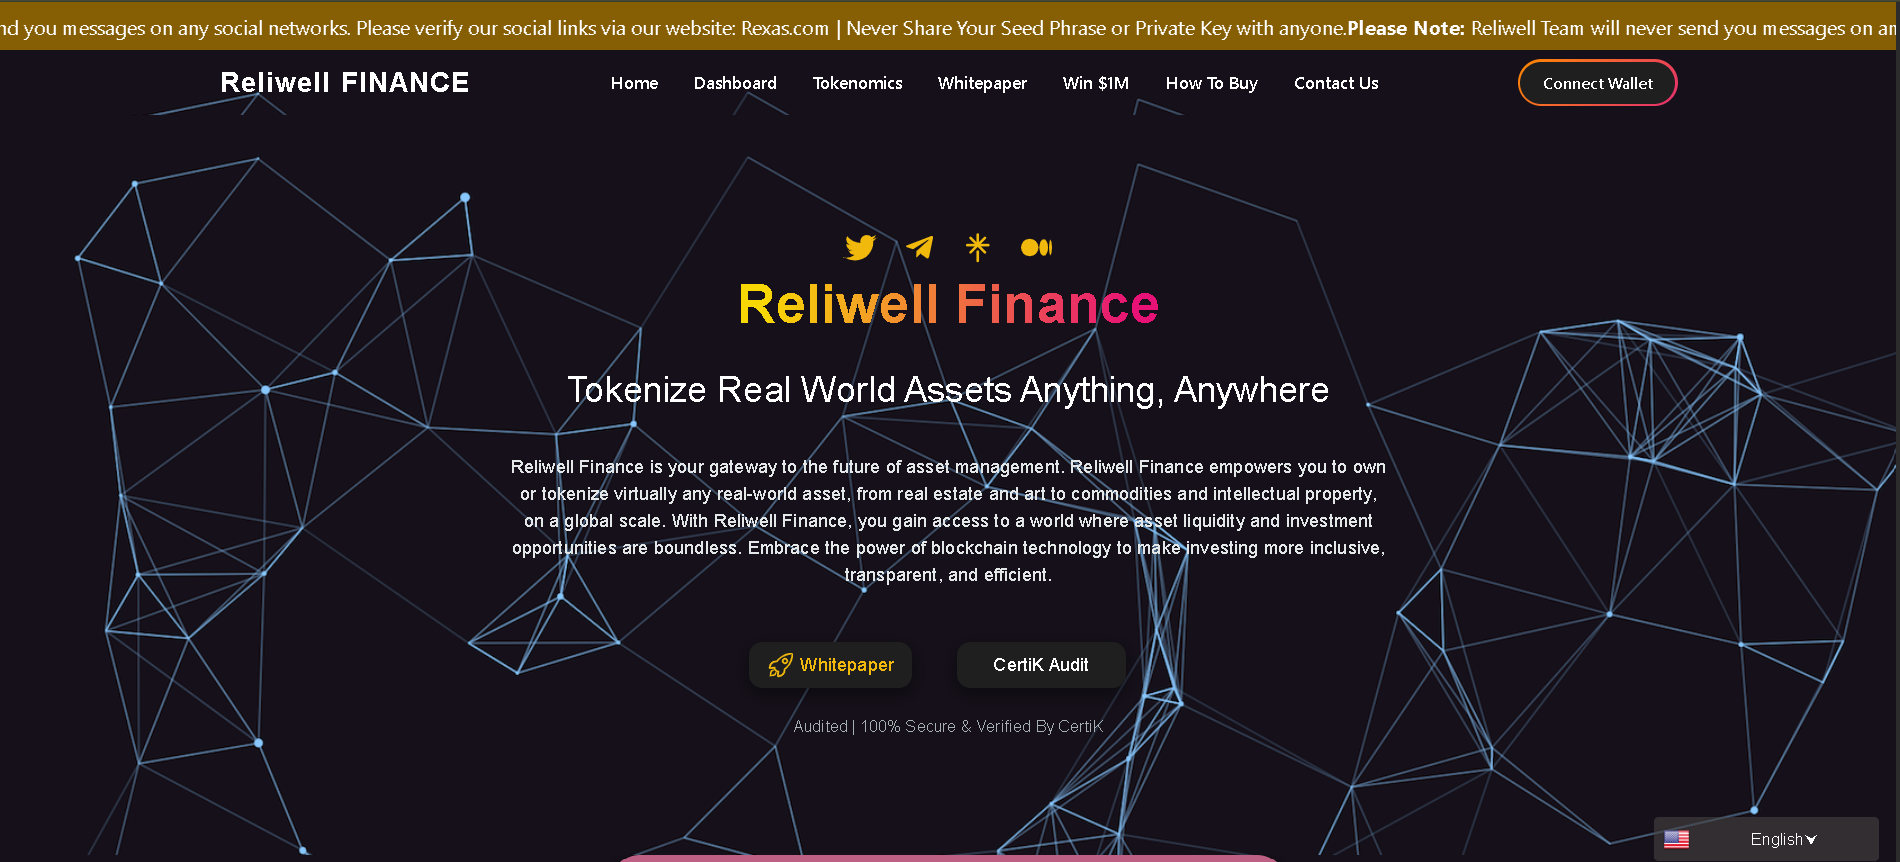 nd you messages on any social networks. Please verify our social links via our website: Rexas.com | Never Share Your Seed Phrase or Private Key with anyone.Please Note: Reliwell Team will never send you messages on an
Reliwell FINANCE
Home
Dashboard
Tokenomics
Whitepaper
Win $1M
How To Buy
Contact Us
Connect Wallet
Reliwell Finance
Tokenize Real World Assets Anything, Anywhere
Reliwell Finance is your gateway to the future of asset management. Reliwell Finance empowers you to own
or tokenize virtually any real-world asset, from real estate and art to commodities and intellectual property,
on a global scale. With Reliwell Finance, you gain access to a world where asset liquidity and investment
opportunities are boundless. Embrace the power of blockchain technology to make investing more inclusive,
transparent, and efficient.
Whitepaper
CertiK Audit
Audited | 100% Secure & Verified By CertiK
English